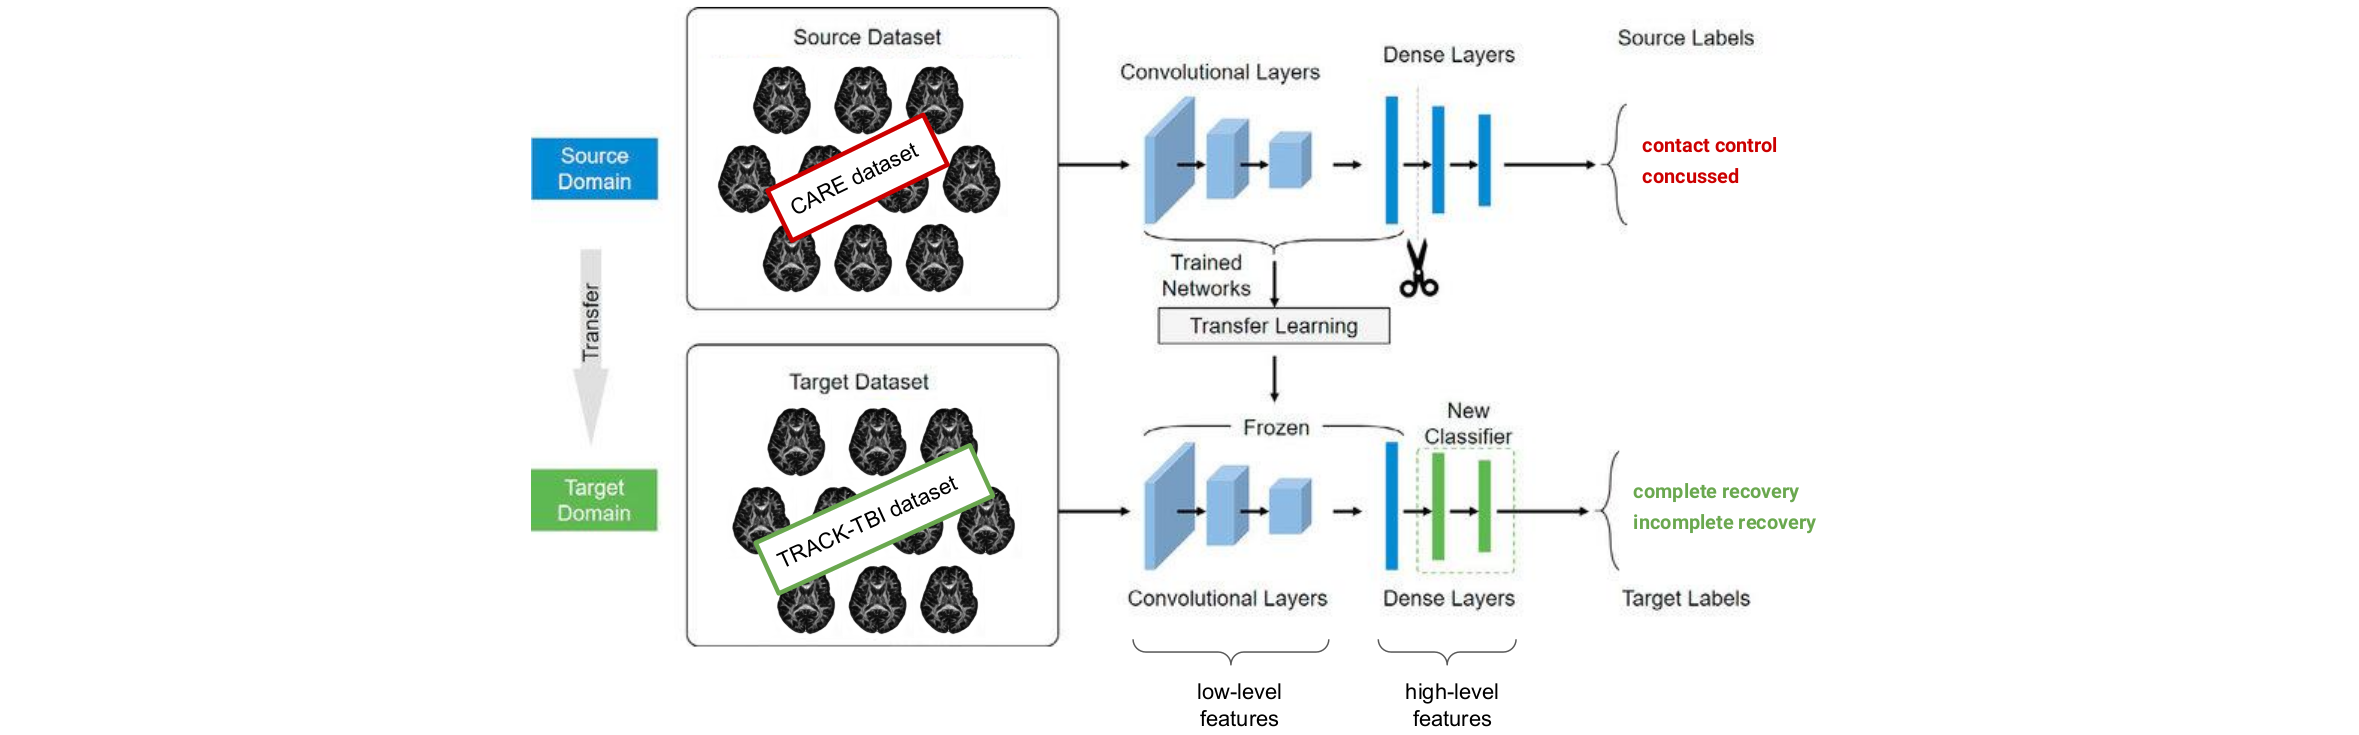 Source Dataset
Convolutional Layers
Dense Layers
Source Labels
Source
Domain
CARE dataset
contact control
concussed
Transfer
Trained
Networks
Transfer Learning
Target Dataset
Frozen
New
Classifier
Target
Domain
TRACK-TBI dataset
complete recovery
incomplete recovery
Convolutional Layers
Dense Layers
Target Labels
low-level
features
high-level
features